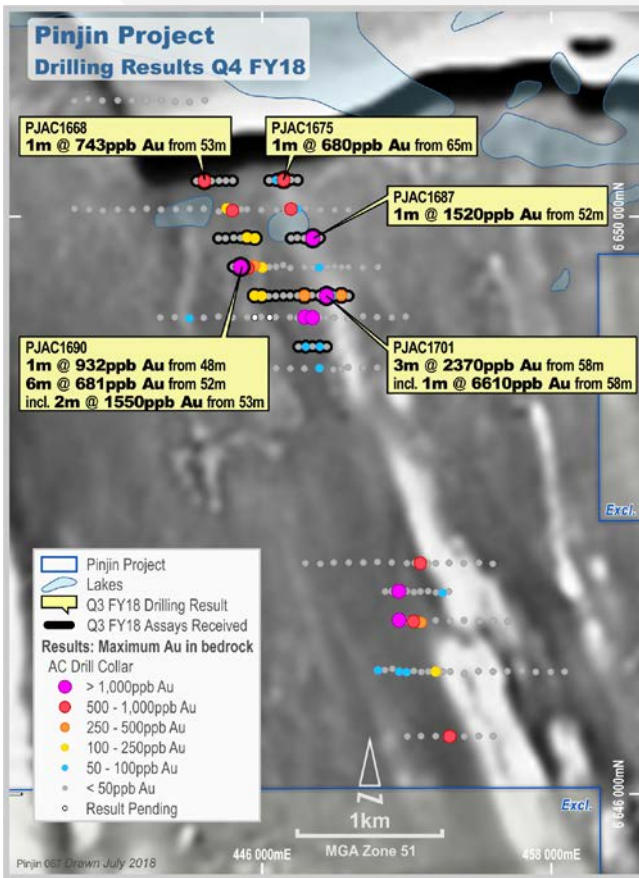 Pinjin Project
Drilling Results Q4 FY18
PJAC1668
1m @ 743ppb Au from 53m
PJAC1675
1m @ 680ppb Au from 65m
PJAC1687
1m @ 1520ppb Au from 52m
6 650 000mN
PJAC1690
1m @ 932ppb Au from 48m
6m @ 681ppb Au from 52m
incl. 2m @ 1550ppb Au from 53m
PJAC1701
3m @ 2370ppb Au from 58m
incl. 1m @ 6610ppb Au from 58m
Excl.
Pinjin Project
Lakes
Q3 FY18 Drilling Result
Q3 FY18 Assays Received
Results: Maximum Au in bedrock
AC Drill Collar
> 1,000ppb Au
500 - 1,000ppb Au
250 - 500ppb Au
100 - 250ppb Au
50 - 100ppb Au
< 50ppb Au
Result Pending
N
1km
MGA Zone 51
Excl.
6 646 000mN
446 000mE
458 000mE
Pinjin 067 Drawn July 2018